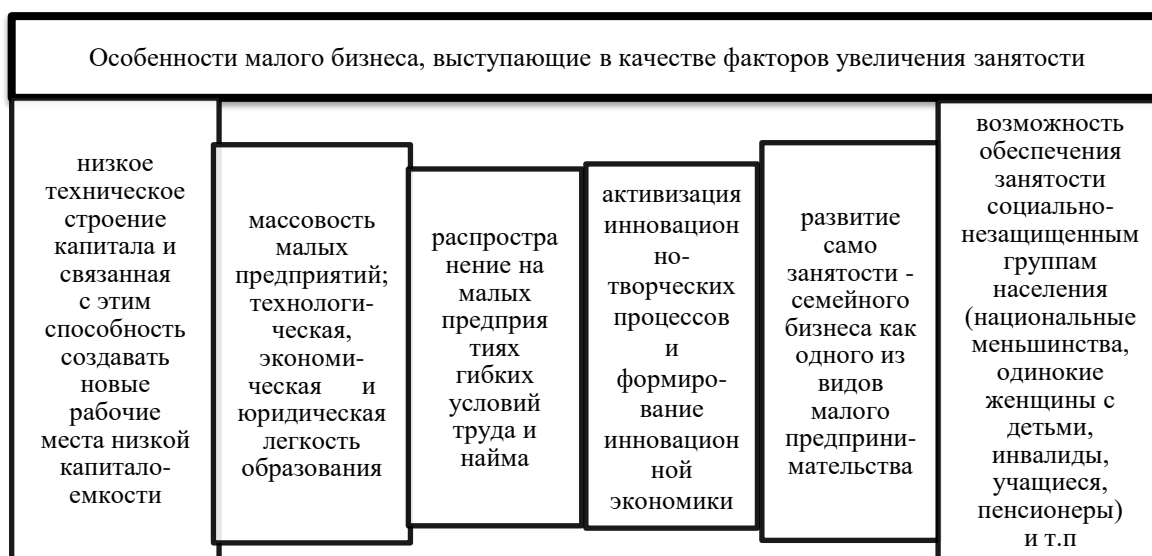 Особенности малого бизнеса, выступающие в качестве факторов увеличения занятости
низкое
техническое
строение
капитала и
связанная
с этим
способность
создавать
новые
рабочие
места низкой
капитало-
емкости
массовость
малых
предприятий;
технологи-
ческая,
экономи-
ческая и
юридическая
легкость
образования
распростра
нение на
малых
предприя
тиях
гибких
условий
труда и
найма
активизация
инновацион
но-
творческих
процессов
и
формиро-
вание
инновацион
ной
экономики
развитие
само
занятости -
семейного
бизнеса как
одного из
видов
малого
предприни-
мательства
возможность
обеспечения
занятости
социально-
незащищенным
группам
населения
(национальные
меньшинства,
одинокие
женщины с
детьми,
инвалиды,
учащиеся,
пенсионеры)
и т.п